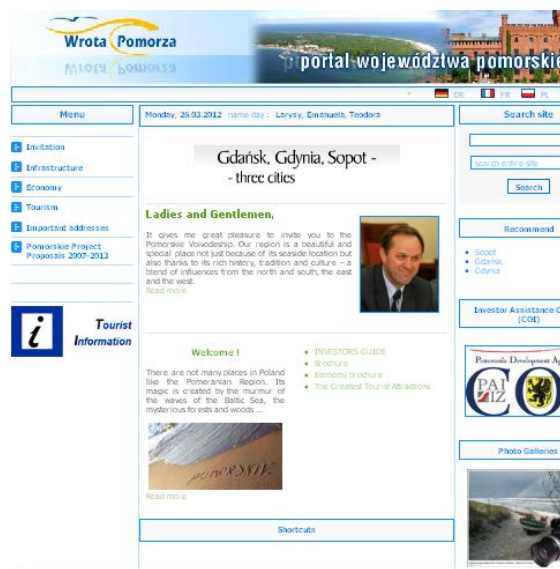 Wrota Pomorza
portal województwa pomorskie
DE FR PL
Menu
Invitation
Infrastructure
Economy
Tourism
Important addresses
Pomorskie Project
Proposals 2007-2013
Tourist
Information
Monday, 26.03.2012 name day : Larysy, Emanuela, Teodora
Gdańsk, Gdynia, Sopot -
- three cities
Ladies and Gentlemen,
It gives me great pleasure to invite you to the
Pomorskie Voivodeship. Our region is a beautiful and
special place not just because of its seaside location but
also thanks to its rich history, tradition and culture – a
blend of influences from the north and south, the east
and the west.
Read more
Welcome !
There are not many places in Poland
like the Pomeranian Region. Its
magic is created by the murmur of
the waves of the Baltic Sea, the
mysterious forests and woods ...
POMORSKIE
Read more
INVESTORS GUIDE
Brochure
Economy brochure
The Greatest Tourist Attractions
Shortcuts
Search site
search entire site
Search
Recommend
Sopot
Gdańsk
Gdynia
Investor Assistance C
(COI)
Pomerania Development Ag
PAI
IZ
Photo Galleries